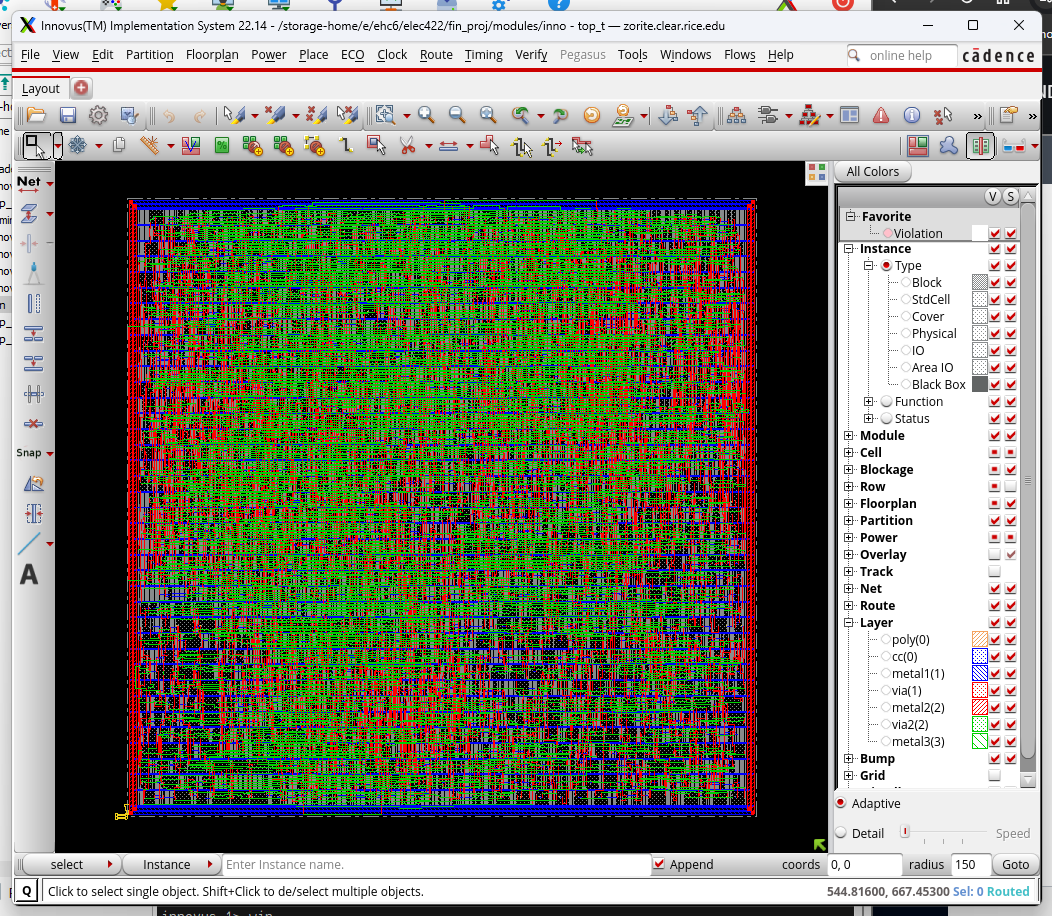 Innovus(TM) Implementation System 22.14 - /storage-home/e/ehc6/elec422/fin_proj/modules/inno - top_t — zorite.clear.rice.edu
File View Edit Partition Floorplan Power Place ECO Clock Route Timing Verify Pegasus Tools Windows Flows Help
online help
cādence
Layout
Net
Snap
A
All Colors
V S
Favorite
Violation
Instance
Type
Block
StdCell
Cover
Physical
IO
Area IO
Black Box
Function
Status
Module
Cell
Blockage
Row
Floorplan
Partition
Power
Overlay
Track
Net
Route
Layer
poly(0)
cc(0)
metal1(1)
via(1)
metal2(2)
via2(2)
metal3(3)
Bump
Grid
Adaptive
Detail
Speed
select
Instance
Enter Instance name.
Append
coords
0, 0
radius
150
Goto
Q
Click to select single object. Shift+Click to de/select multiple objects.
544.81600, 667.45300 Sel: 0 Routed